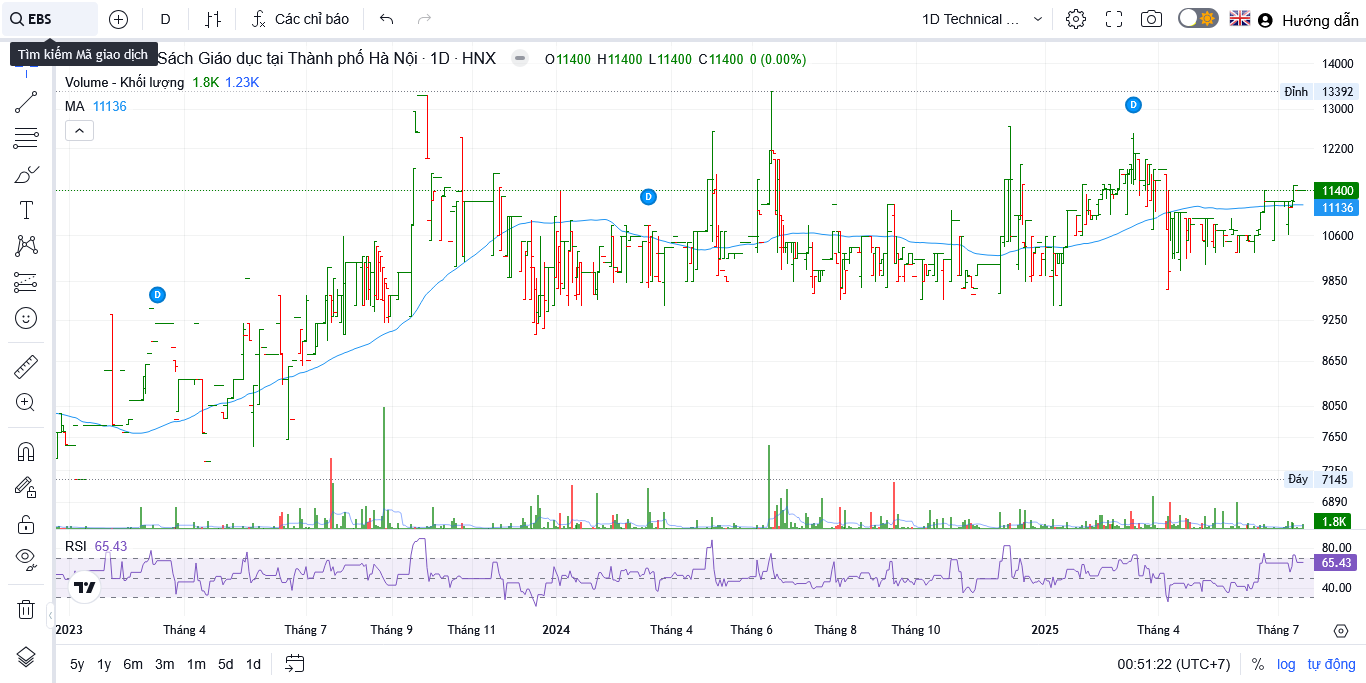 EBS
D
Các chỉ báo
1D Technical ...
Hướng dẫn
Tìm kiếm Mã giao dịch
Sách Giáo dục tại Thành phố Hà Nội · 1D · HNX
O11400 H11400 L11400 C11400 0 (0.00%)
Volume - Khối lượng 1.8K 1.23K
MA 11136
14000
Đỉnh 13392
13000
12200
11400
11136
10600
9850
9250
8650
8050
7650
7250
Đáy 7145
6890
1.8K
D
D
D
RSI 65.43
80.00
65.43
40.00
2023 Tháng 4 Tháng 7 Tháng 9 Tháng 11 2024 Tháng 4 Tháng 6 Tháng 8 Tháng 10 2025 Tháng 4 Tháng 7
5y 1y 6m 3m 1m 5d 1d
00:51:22 (UTC+7) % log tự động